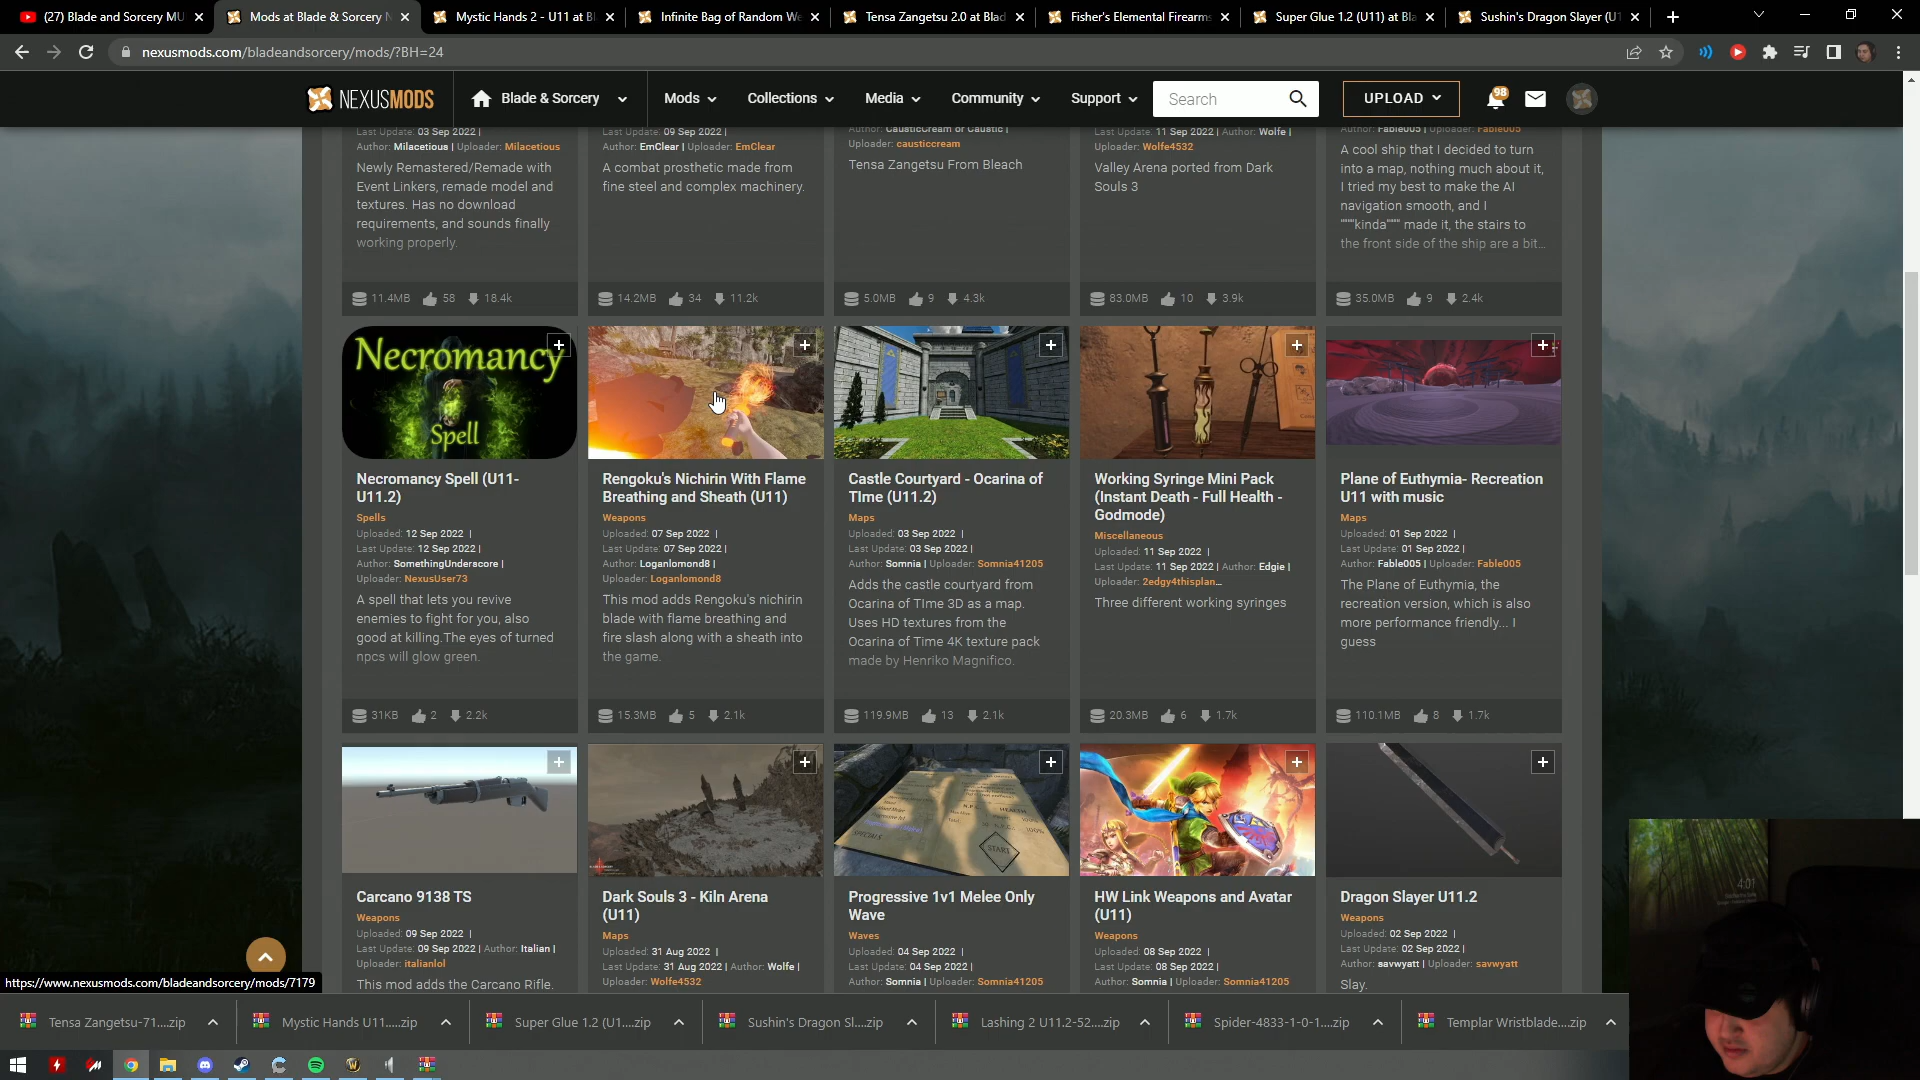 (27) Blade and Sorcery MU
Mods at Blade & Sorcery N
Mystic Hands 2 - U11 at Bl
Infinite Bag of Random We
Tensa Zangetsu 2.0 at Blad
Fisher's Elemental Firearms
Super Glue 1.2 (U11) at Bla
Sushin's Dragon Slayer (U1
nexusmods.com/bladeandsorcery/mods/?BH=24
NEXUSMODS
Blade & Sorcery
Mods
Collections
Media
Community
Support
Search
UPLOAD
98
Last Update: 03 Sep 2022 |
Author: Milacetious | Uploader: Milacetious
Newly Remastered/Remade with
Event Linkers, remade model and
textures. Has no download
requirements, and sounds finally
working properly.
11.4MB 58 18.4k
Last Update: 09 Sep 2022 |
Author: EmClear | Uploader: EmClear
A combat prosthetic made from
fine steel and complex machinery.
14.2MB 34 11.2k
Author: CausticCream or Caustic |
Uploader: causticcream
Tensa Zangetsu From Bleach
5.0MB 9 4.3k
Last Update: 11 Sep 2022 | Author: Wolfe |
Uploader: Wolfe4532
Valley Arena ported from Dark
Souls 3
83.0MB 10 3.9k
Author: Fable005 | Uploader: Fable005
A cool ship that I decided to turn
into a map, nothing much about it,
I tried my best to make the AI
navigation smooth, and I
""""kinda"""" made it, the stairs to
the front side of the ship are a bit...
35.0MB 9 2.4k
Necromancy
Spell
Necromancy Spell (U11-
U11.2)
Spells
Uploaded: 12 Sep 2022 |
Last Update: 12 Sep 2022 |
Author: SomethingUnderscore |
Uploader: NexusUser73
A spell that lets you revive
enemies to fight for you, also
good at killing.The eyes of turned
npcs will glow green.
31KB 2 2.2k
Rengoku's Nichirin With Flame
Breathing and Sheath (U11)
Weapons
Uploaded: 07 Sep 2022 |
Last Update: 07 Sep 2022 |
Author: Loganlomond8 |
Uploader: Loganlomond8
This mod adds Rengoku's nichirin
blade with flame breathing and
fire slash along with a sheath into
the game.
15.3MB 5 2.1k
Castle Courtyard - Ocarina of
TIme (U11.2)
Maps
Uploaded: 03 Sep 2022 |
Last Update: 03 Sep 2022 |
Author: Somnia | Uploader: Somnia41205
Adds the castle courtyard from
Ocarina of TIme 3D as a map.
Uses HD textures from the
Ocarina of Time 4K texture pack
made by Henriko Magnifico.
119.9MB 13 2.1k
Working Syringe Mini Pack
(Instant Death - Full Health -
Godmode)
Miscellaneous
Uploaded: 11 Sep 2022 |
Last Update: 11 Sep 2022 | Author: Edgie |
Uploader: 2edgy4thisplan...
Three different working syringes
20.3MB 6 1.7k
Plane of Euthymia- Recreation
U11 with music
Maps
Uploaded: 01 Sep 2022 |
Last Update: 01 Sep 2022 |
Author: Fable005 | Uploader: Fable005
The Plane of Euthymia, the
recreation version, which is also
more performance friendly... I
guess
110.1MB 8 1.7k
Carcano 9138 TS
Weapons
Uploaded: 09 Sep 2022 |
Last Update: 09 Sep 2022 | Author: Italian |
Uploader: italianlol
This mod adds the Carcano Rifle.
Dark Souls 3 - Kiln Arena
(U11)
Maps
Uploaded: 31 Aug 2022 |
Last Update: 31 Aug 2022 | Author: Wolfe |
Uploader: Wolfe4532
START
Progressive 1v1 Melee Only
Wave
Waves
Uploaded: 04 Sep 2022 |
Last Update: 04 Sep 2022 |
Author: Somnia | Uploader: Somnia41205
HW Link Weapons and Avatar
(U11)
Weapons
Uploaded: 08 Sep 2022 |
Last Update: 08 Sep 2022 |
Author: Somnia | Uploader: Somnia41205
Dragon Slayer U11.2
Weapons
Uploaded: 02 Sep 2022 |
Last Update: 02 Sep 2022 |
Author: savwyatt | Uploader: savwyatt
Slay.
4:01
https://www.nexusmods.com/bladeandsorcery/mods/7179
Tensa Zangetsu-71....zip
Mystic Hands U11.....zip
Super Glue 1.2 (U1....zip
Sushin's Dragon Sl....zip
Lashing 2 U11.2-52....zip
Spider-4833-1-0-1....zip
Templar Wristblade....zip